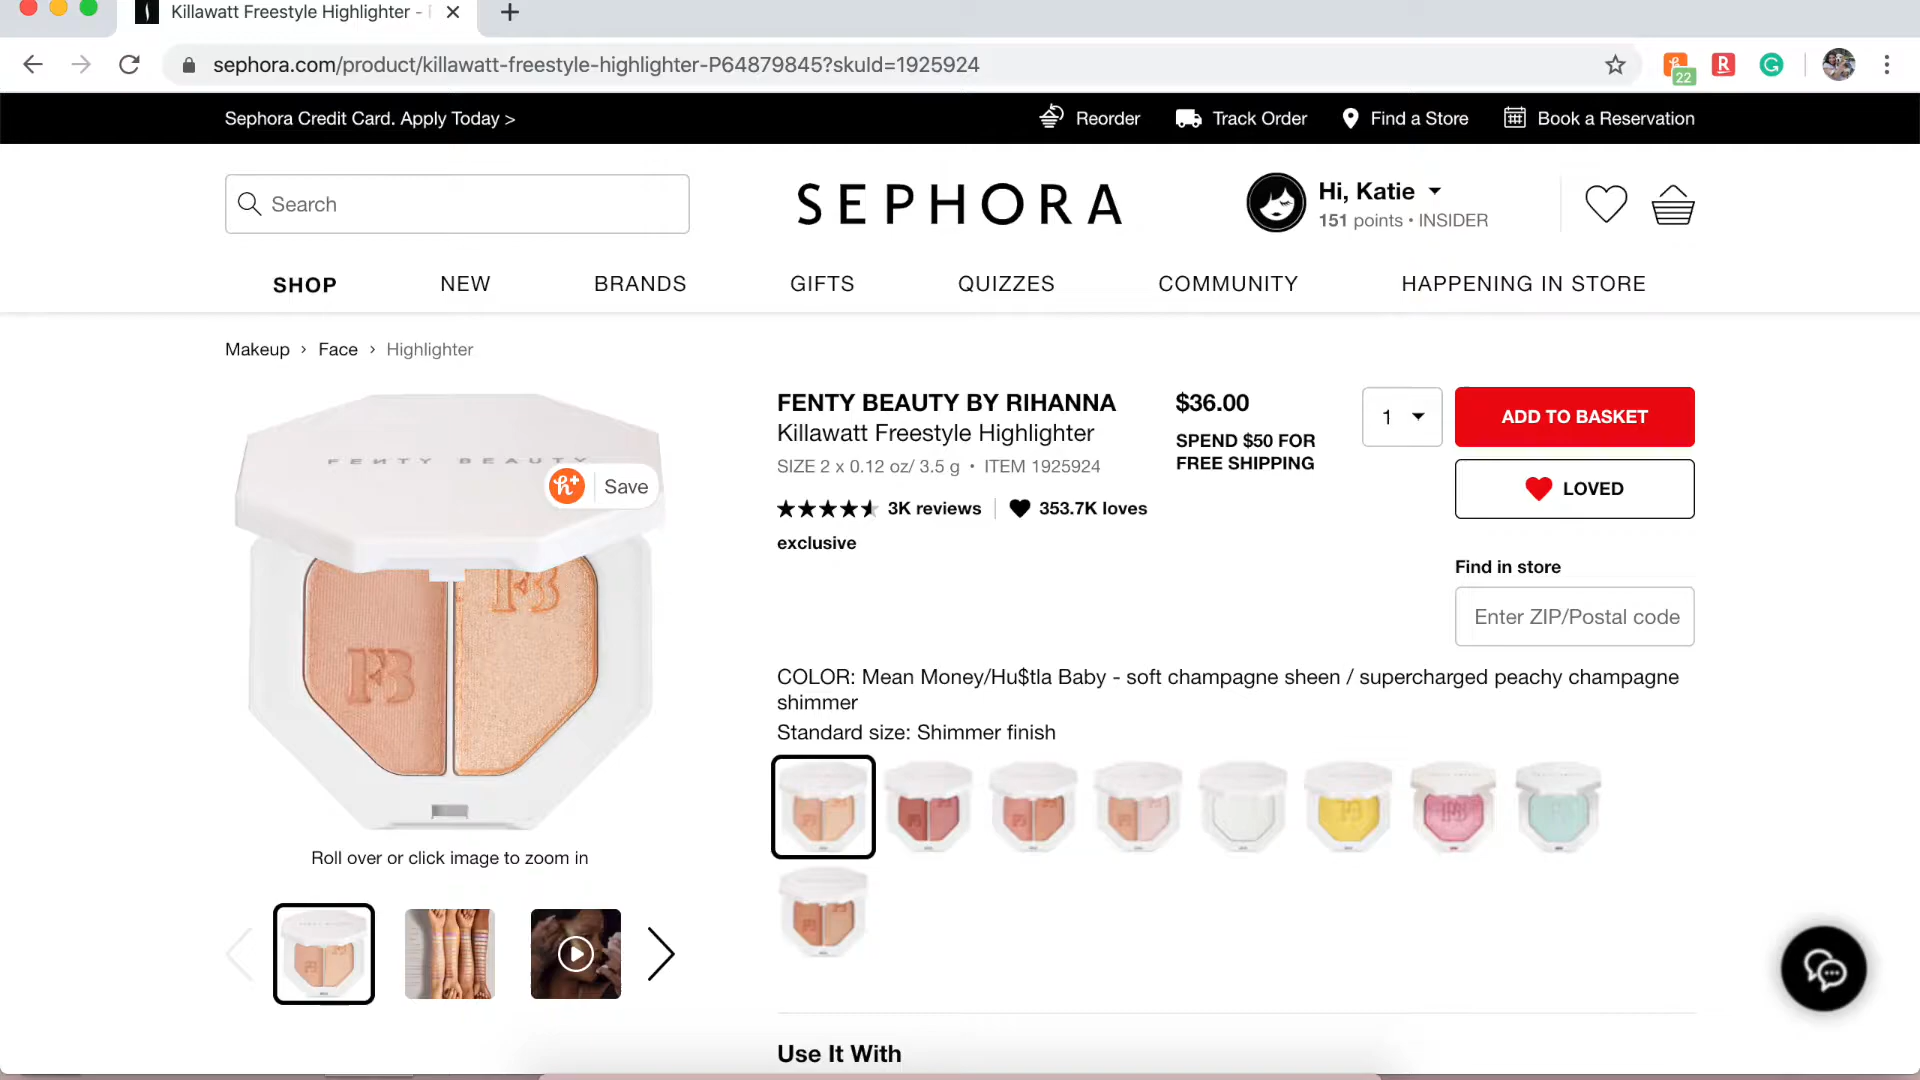 Killawatt Freestyle Highlighter -
sephora.com/product/killawatt-freestyle-highlighter-P64879845?skuId=1925924
22
Sephora Credit Card. Apply Today >
Reorder
Track Order
Find a Store
Book a Reservation
Search
SEPHORA
Hi, Katie
151 points • INSIDER
SHOP
NEW
BRANDS
GIFTS
QUIZZES
COMMUNITY
HAPPENING IN STORE
Makeup › Face › Highlighter
FENTY BEAUTY
Save
FB
FB
Roll over or click image to zoom in
FENTY BEAUTY BY RIHANNA
Killawatt Freestyle Highlighter
SIZE 2 x 0.12 oz/ 3.5 g • ITEM 1925924
3K reviews
353.7K loves
exclusive
$36.00
SPEND $50 FOR
FREE SHIPPING
1
ADD TO BASKET
LOVED
Find in store
Enter ZIP/Postal code
COLOR: Mean Money/Hu$tla Baby - soft champagne sheen / supercharged peachy champagne
shimmer
Standard size: Shimmer finish
Use It With